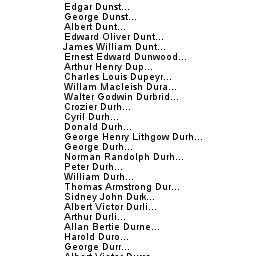 Edgar Dunst...
George Dunst...
Albert Dunt...
Edward Oliver Dunt...
James William Dunt...
Ernest Edward Dunwood...
Arthur Henry Dup...
Charles Louis Dupeyr...
Willam Macleish Dura...
Walter Godwin Durbrid...
Crozier Durh...
Cyril Durh...
Donald Durh...
George Henry Lithgow Durh...
George Durh...
Norman Randolph Durh...
Peter Durh...
William Durh...
Thomas Armstrong Dur...
Sidney John Durk...
Albert Victor Durli...
Arthur Durli...
Allan Bertie Durne...
Harold Duro...
George Durr...
Albert Victor